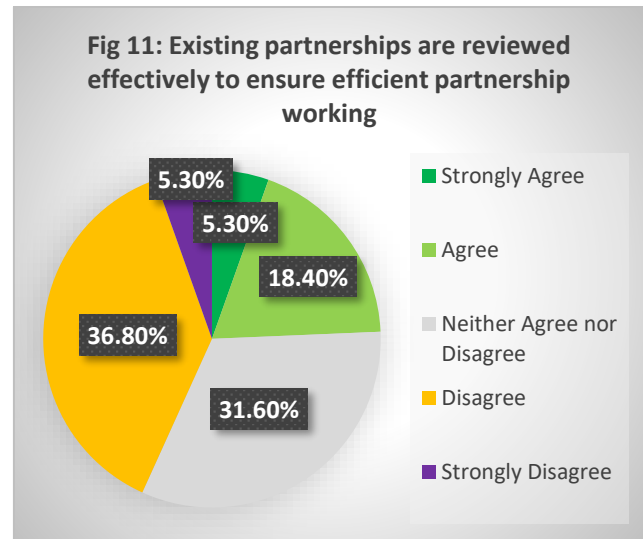 Fig 11: Existing partnerships are reviewed
effectively to ensure efficient partnership
working
5.30%
5.30%
18.40%
36.80%
31.60%
Strongly Agree
Agree
Neither Agree nor
Disagree
Disagree
Strongly Disagree